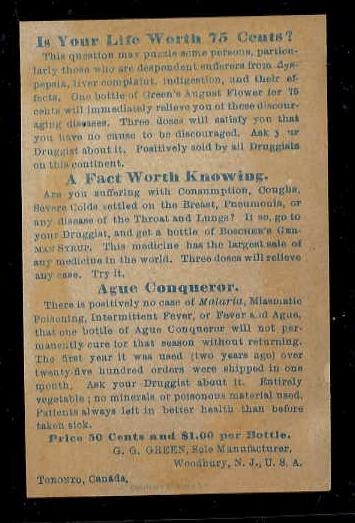 Is Your Life Worth 75 Cents?
This question may puzzle some persons, particu-
larly those who are despondent sufferers from dys-
pepsia, liver complaint, indigestion, and their ef-
fects. One bottle of Green's August Flower for 75
cents will immediately relieve you of these discour-
aging diseases. Three doses will satisfy that
you have no cause to be discouraged. Ask y ur
Druggist about it. Positively sold by all Druggists
on this continent.
A Fact Worth Knowing.
Are you suffering with Consumption, Coughs,
Severe Colds settled on the Breast, Pneumonia, or
any disease of the Throat and Lungs? If so, go to
your Druggist, and get a bottle of BOSCHEE'S GER-
MAN SYRUP. This medicine has the largest sale of
any medicine in the world. Three doses will relieve
any case. Try it.
Ague Conqueror.
There is positively no case of Malaria, Miasmatic
Poisoning, Intermittent Fever, or Fever and Ague,
that one bottle of Ague Conqueror will not per-
manently cure for that season without returning.
The first year it was used (two years ago) over
twenty-five hundred orders were shipped in one
month. Ask your Druggist about it. Entirely
vegetable; no minerals or poisonous material used.
Patients always left in better health than before
taken sick.
Price 50 Cents and $1.00 per Bottle.
G. G. GREEN, Sole Manufacturer,
Woodbury, N. J., U. S. A.
TORONTO, Canada,